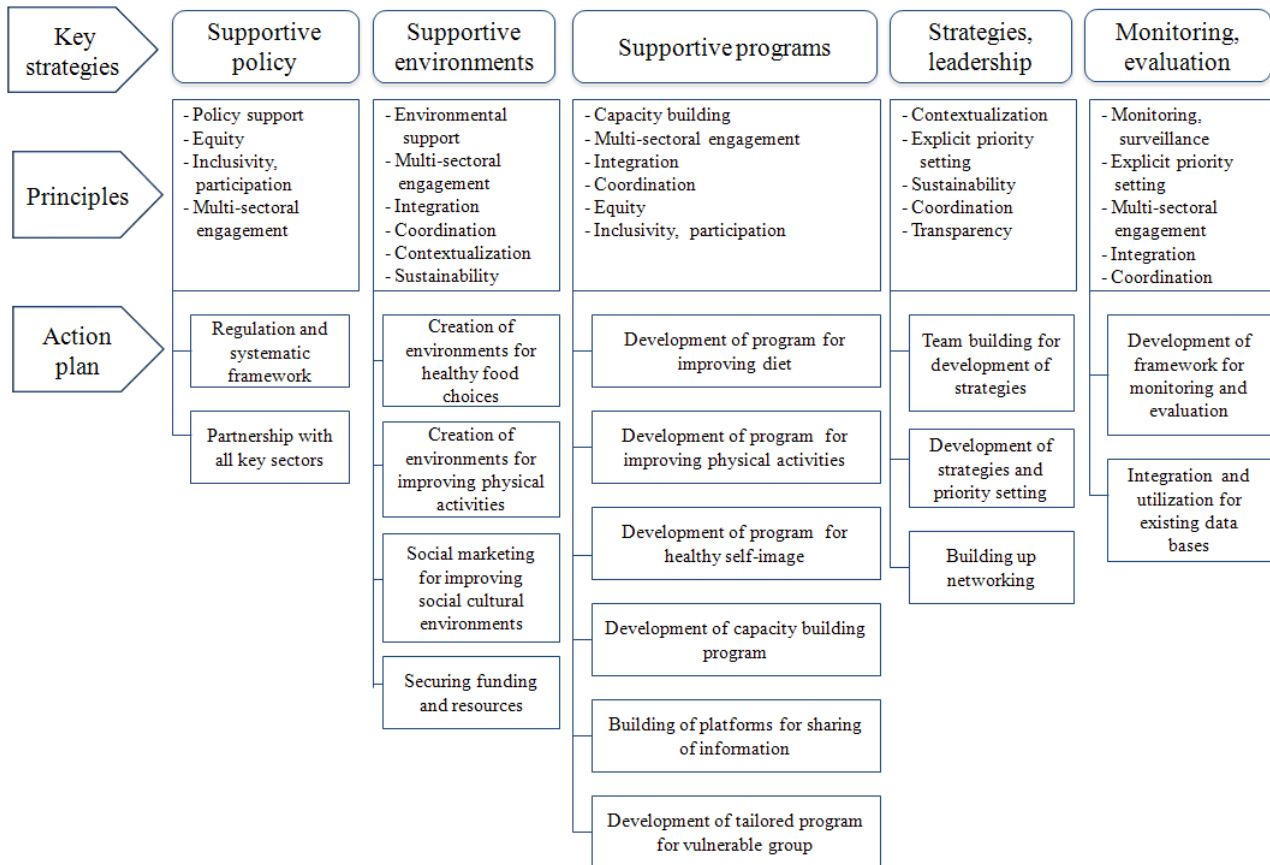 Key
strategies
Supportive
policy
Supportive
environments
Supportive programs
Strategies,
leadership
Monitoring,
evaluation
Principles
- Policy support
- Equity
- Inclusivity,
participation
- Multi-sectoral
engagement
- Environmental
support
- Multi-sectoral
engagement
- Integration
- Coordination
- Contextualization
- Sustainability
- Capacity building
- Multi-sectoral engagement
- Integration
- Coordination
- Equity
- Inclusivity, participation
- Contextualization
- Explicit priority
setting
- Sustainability
- Coordination
- Transparency
- Monitoring,
surveillance
- Explicit priority
setting
- Multi-sectoral
engagement
- Integration
- Coordination
Action
plan
Regulation and
systematic
framework
Partnership with
all key sectors
Creation of
environments for
healthy food
choices
Creation of
environments for
improving physical
activities
Social marketing
for improving
social cultural
environments
Securing funding
and resources
Development of program for
improving diet
Development of program for
improving physical activities
Development of program for
healthy self-image
Development of capacity building
program
Building of platforms for sharing
of information
Development of tailored program
for vulnerable group
Team building for
development of
strategies
Development of
strategies and
priority setting
Building up
networking
Development of
framework for
monitoring and
evaluation
Integration and
utilization for
existing data
bases